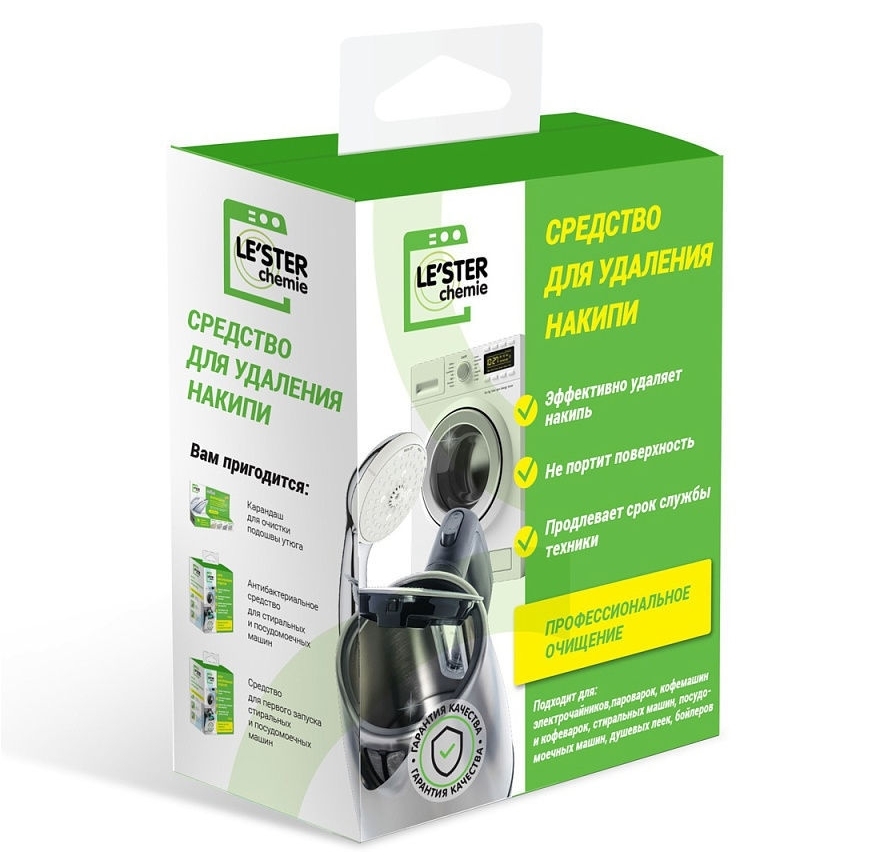 LE'STER
chemie
СРЕДСТВО
ДЛЯ УДАЛЕНИЯ
НАКИПИ
Вам пригодится:
Карандаш
для очистки
подошвы утюга
Антибактериальное
средство
для стиральных
и посудомоечных
машин
Средство
для первого запуска
стиральных
и посудомоечных
машин
LE'STER
chemie
СРЕДСТВО
ДЛЯ УДАЛЕНИЯ
НАКИПИ
Эффективно удаляет
накипь
Не портит поверхность
Продлевает срок службы
техники
ПРОФЕССИОНАЛЬНОЕ
ОЧИЩЕНИЕ
Подходит для:
электрочайников,пароварок, кофемашин
и кофеварок, стиральных машин, посудо-
моечных машин, душевых леек, бойлеров
ГАРАНТИЯ КАЧЕСТВА
ГАРАНТИЯ КАЧЕСТВА